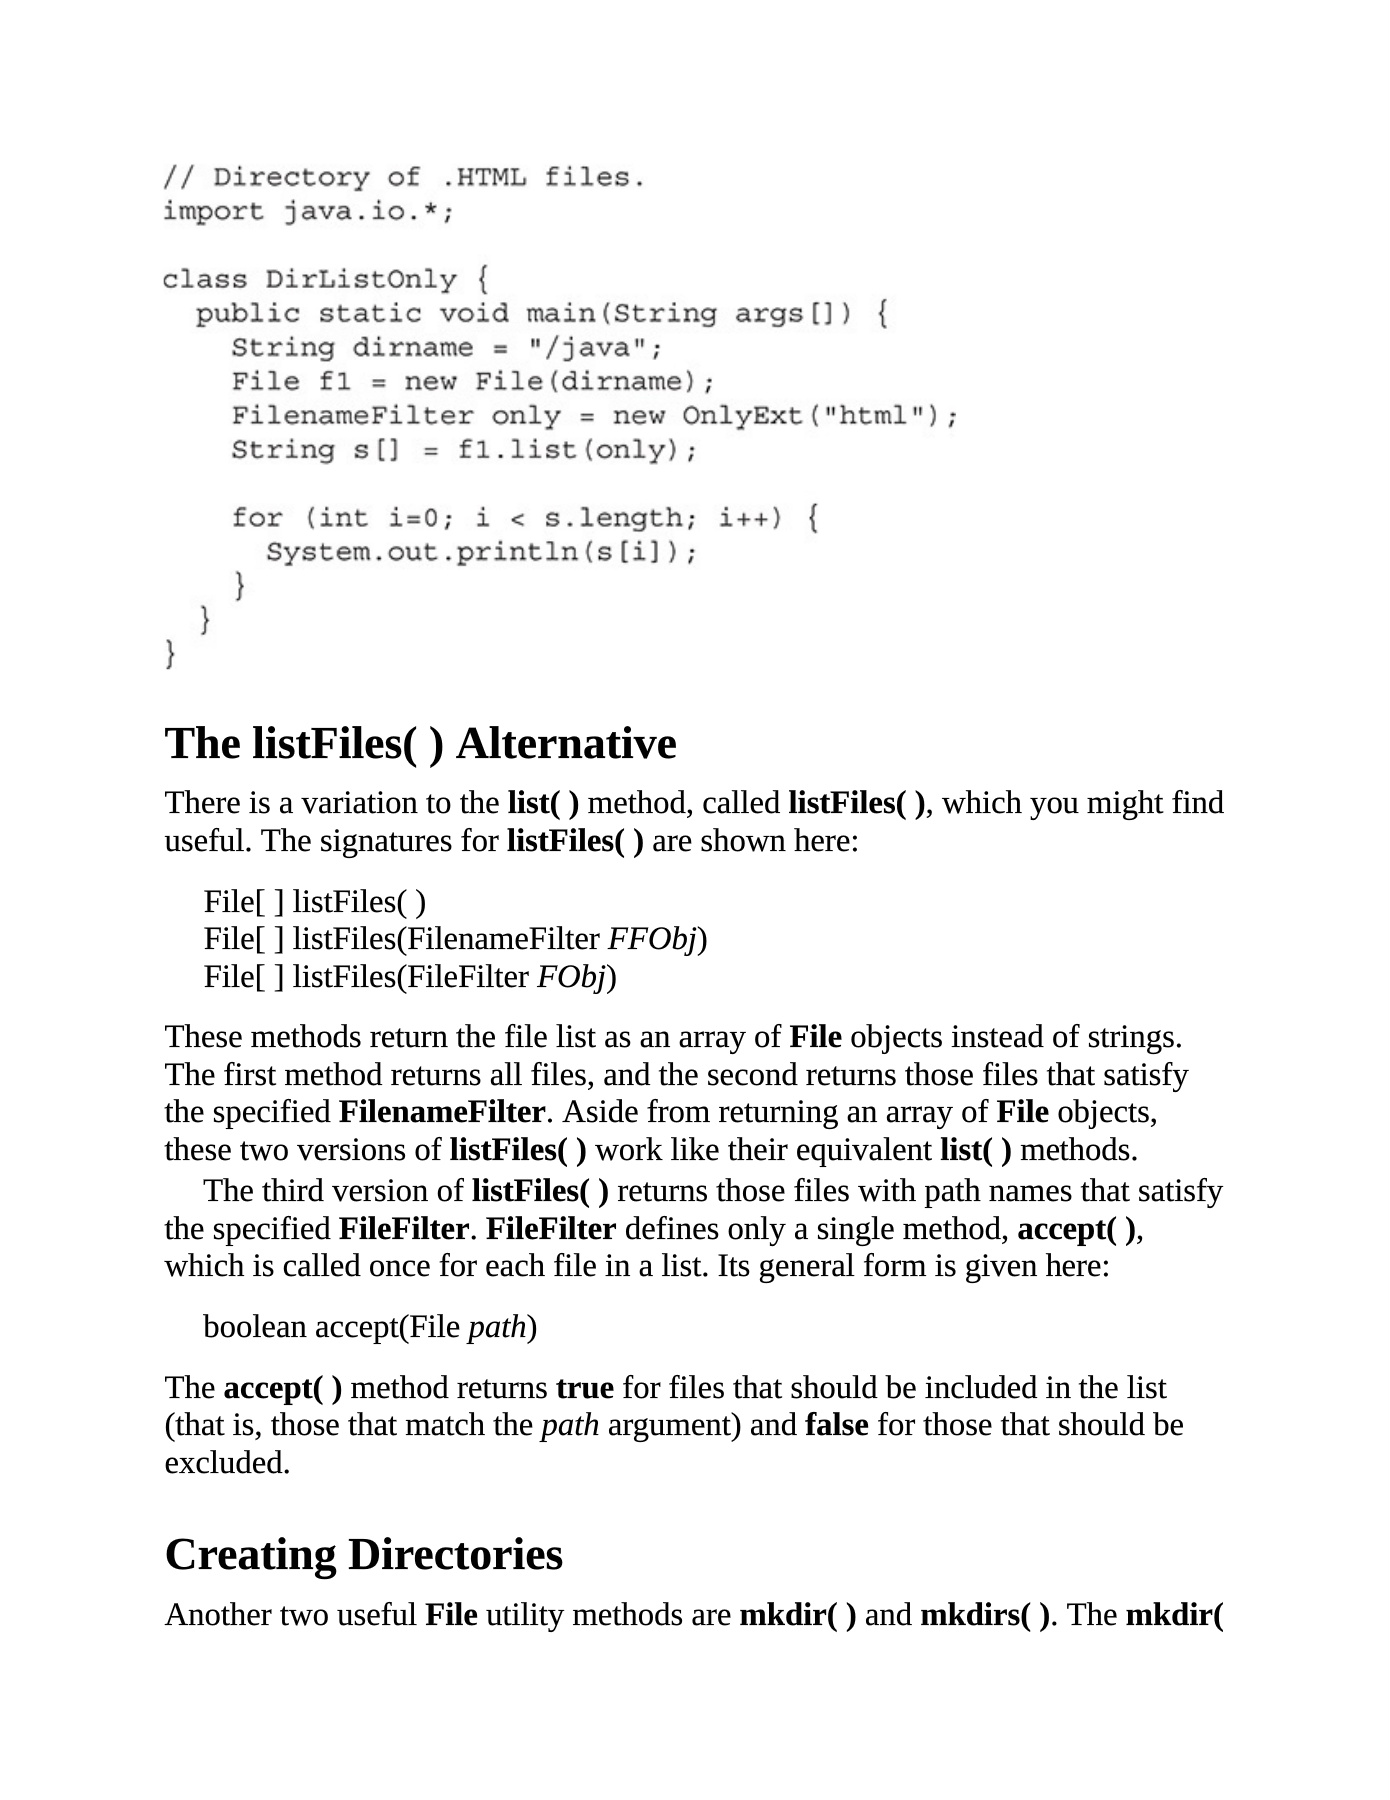 // Directory of .HTML files.
import java.io.*;

class DirListOnly {
  public static void main(String args[]) {
    String dirname = "/java";
    File f1 = new File(dirname);
    FilenameFilter only = new OnlyExt("html");
    String s[] = f1.list(only);

    for (int i=0; i < s.length; i++) {
      System.out.println(s[i]);
    }
  }
}
The listFiles( ) Alternative
There is a variation to the list( ) method, called listFiles( ), which you might find
useful. The signatures for listFiles( ) are shown here:
File[ ] listFiles( )
File[ ] listFiles(FilenameFilter FFObj)
File[ ] listFiles(FileFilter FObj)
These methods return the file list as an array of File objects instead of strings.
The first method returns all files, and the second returns those files that satisfy
the specified FilenameFilter. Aside from returning an array of File objects,
these two versions of listFiles( ) work like their equivalent list( ) methods.
The third version of listFiles( ) returns those files with path names that satisfy
the specified FileFilter. FileFilter defines only a single method, accept( ),
which is called once for each file in a list. Its general form is given here:
boolean accept(File path)
The accept( ) method returns true for files that should be included in the list
(that is, those that match the path argument) and false for those that should be
excluded.
Creating Directories
Another two useful File utility methods are mkdir( ) and mkdirs( ). The mkdir(